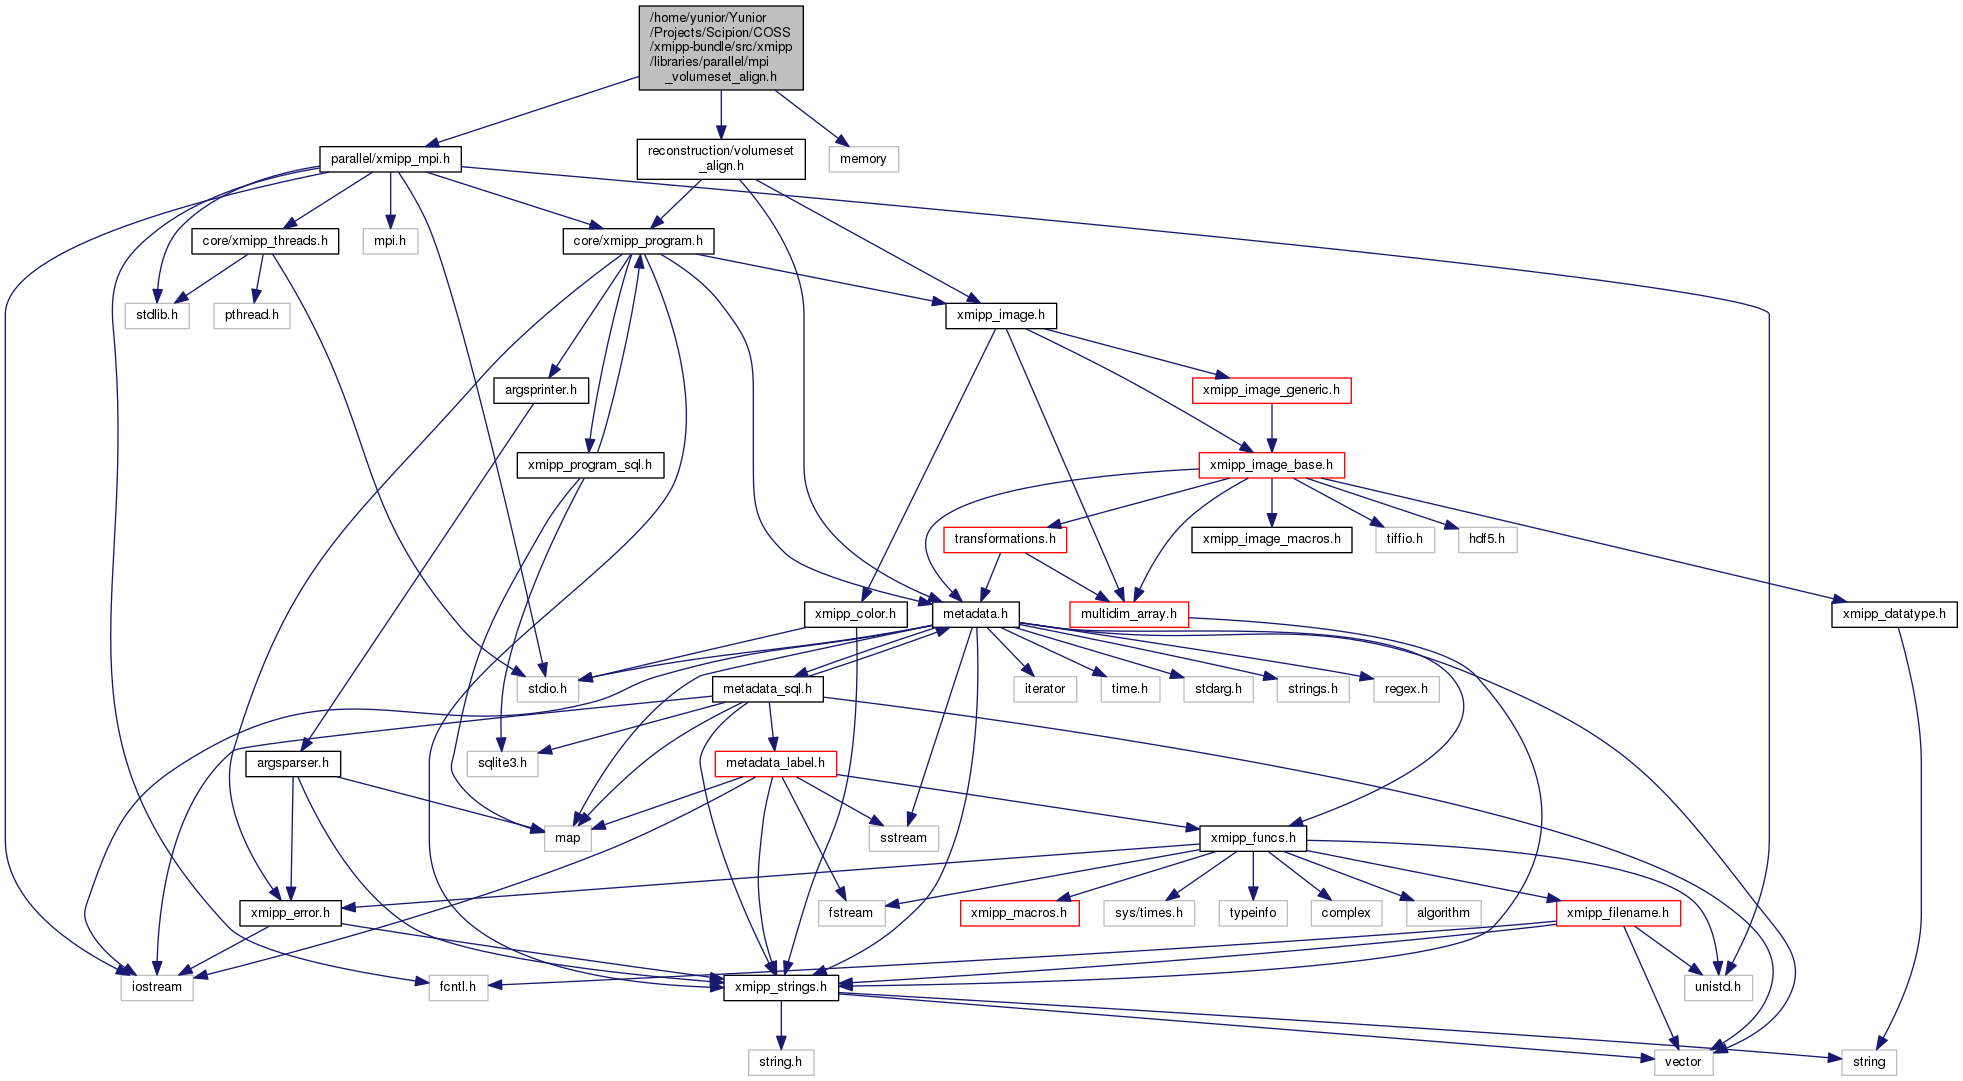 /home/yunior/Yunior
/Projects/Scipion/COSS
/xmipp-bundle/src/xmipp
/libraries/parallel/mpi
_volumeset_align.h
parallel/xmipp_mpi.h
reconstruction/volumeset
_align.h
memory
core/xmipp_threads.h
mpi.h
core/xmipp_program.h
stdlib.h
pthread.h
xmipp_image.h
argsprinter.h
xmipp_image_generic.h
xmipp_program_sql.h
xmipp_image_base.h
transformations.h
xmipp_image_macros.h
tiffio.h
hdf5.h
xmipp_color.h
metadata.h
multidim_array.h
xmipp_datatype.h
stdio.h
metadata_sql.h
iterator
time.h
stdarg.h
strings.h
regex.h
argsparser.h
sqlite3.h
metadata_label.h
map
sstream
xmipp_funcs.h
xmipp_error.h
fstream
xmipp_macros.h
sys/times.h
typeinfo
complex
algorithm
xmipp_filename.h
iostream
fcntl.h
xmipp_strings.h
unistd.h
string.h
vector
string